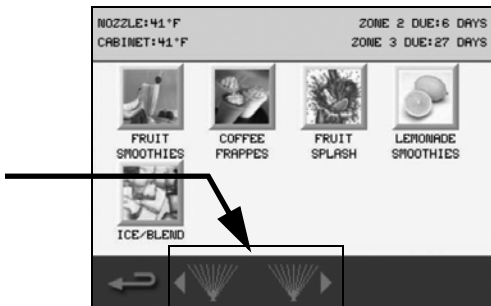 NOZZLE:41°F ZONE 2 DUE:6 DAYS
CABINET:41°F ZONE 3 DUE:27 DAYS
FRUIT SMOOTHIES
COFFEE FRAPPES
FRUIT SPLASH
LEMONADE SMOOTHIES
ICE/BLEND